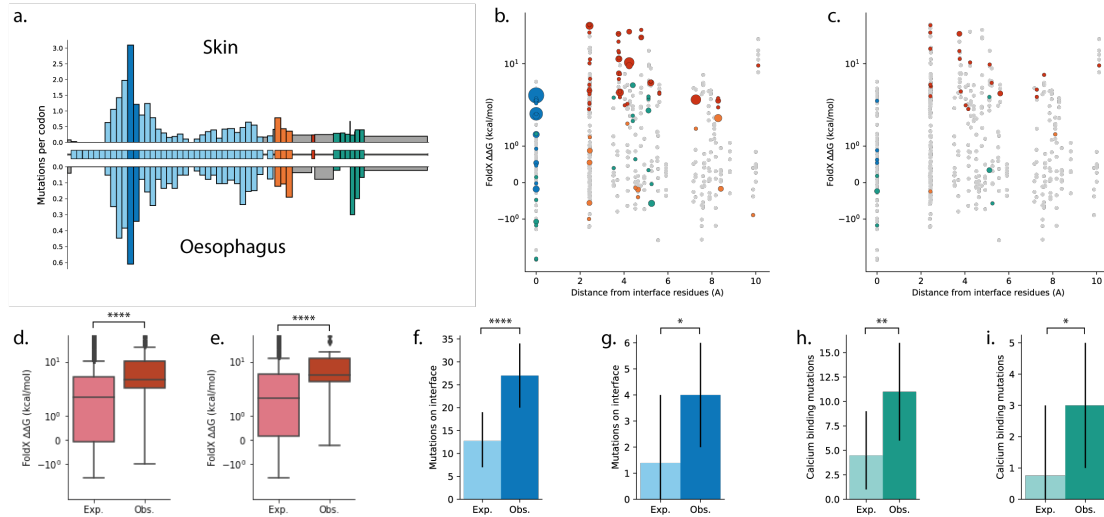 a.
Skin
Mutations per codon
3.0
2.5
2.0
1.5
1.0
0.5
0.0
0.0
0.1
0.2
0.3
0.4
0.5
0.6
Oesophagus
b.
FoldX ΔΔG (kcal/mol)
10¹
10⁰
0
−10⁰
0 2 4 6 8 10
Distance from interface residues (A)
c.
FoldX ΔΔG (kcal/mol)
10¹
10⁰
0
−10⁰
0 2 4 6 8 10
Distance from interface residues (A)
d.
****
FoldX ΔΔG (kcal/mol)
10¹
10⁰
0
−10⁰
Exp. Obs.
e.
****
FoldX ΔΔG (kcal/mol)
10¹
10⁰
0
−10⁰
Exp. Obs.
f.
****
Mutations on interface
35
30
25
20
15
10
5
0
Exp. Obs.
g.
*
Mutations on interface
6
5
4
3
2
1
0
Exp. Obs.
h.
**
Calcium binding mutations
15.0
12.5
10.0
7.5
5.0
2.5
0.0
Exp. Obs.
i.
*
Calcium binding mutations
5
4
3
2
1
0
Exp. Obs.